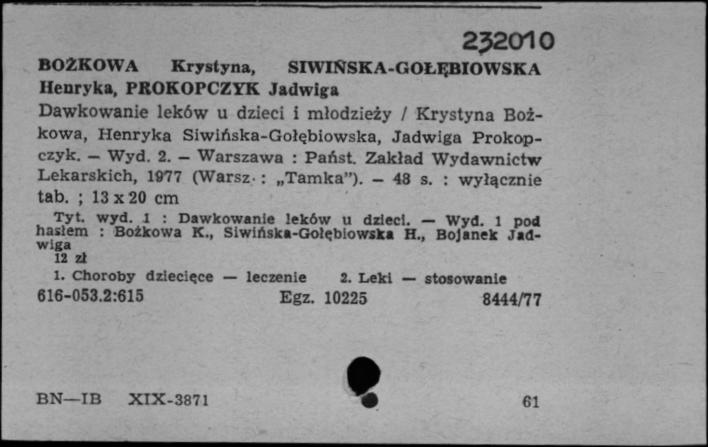 232010
BOŻKOWA Krystyna, SIWIŃSKA-GOŁĘBIOWSKA
Henryka, PROKOPCZYK Jadwiga
Dawkowanie leków u dzieci i młodzieży / Krystyna Boż-
kowa, Henryka Siwińska-Gołębiowska, Jadwiga Prokop-
czyk. — Wyd. 2. — Warszawa : Państ. Zakład Wydawnictw
Lekarskich, 1977 (Warsz. : „Tamka”). — 48 s. : wyłącznie
tab. ; 13 x 20 cm
Tyt. wyd. 1 : Dawkowanie leków u dzieci. — Wyd. 1 pod
hasłem : Bożkowa K., Siwińska-Gołębiowska H., Bojanek Jad-
wiga
12 zł
1. Choroby dziecięce — leczenie 2. Leki — stosowanie
616-053.2:615 Egz. 10225 8444/77
BN—IB XIX-3871 61